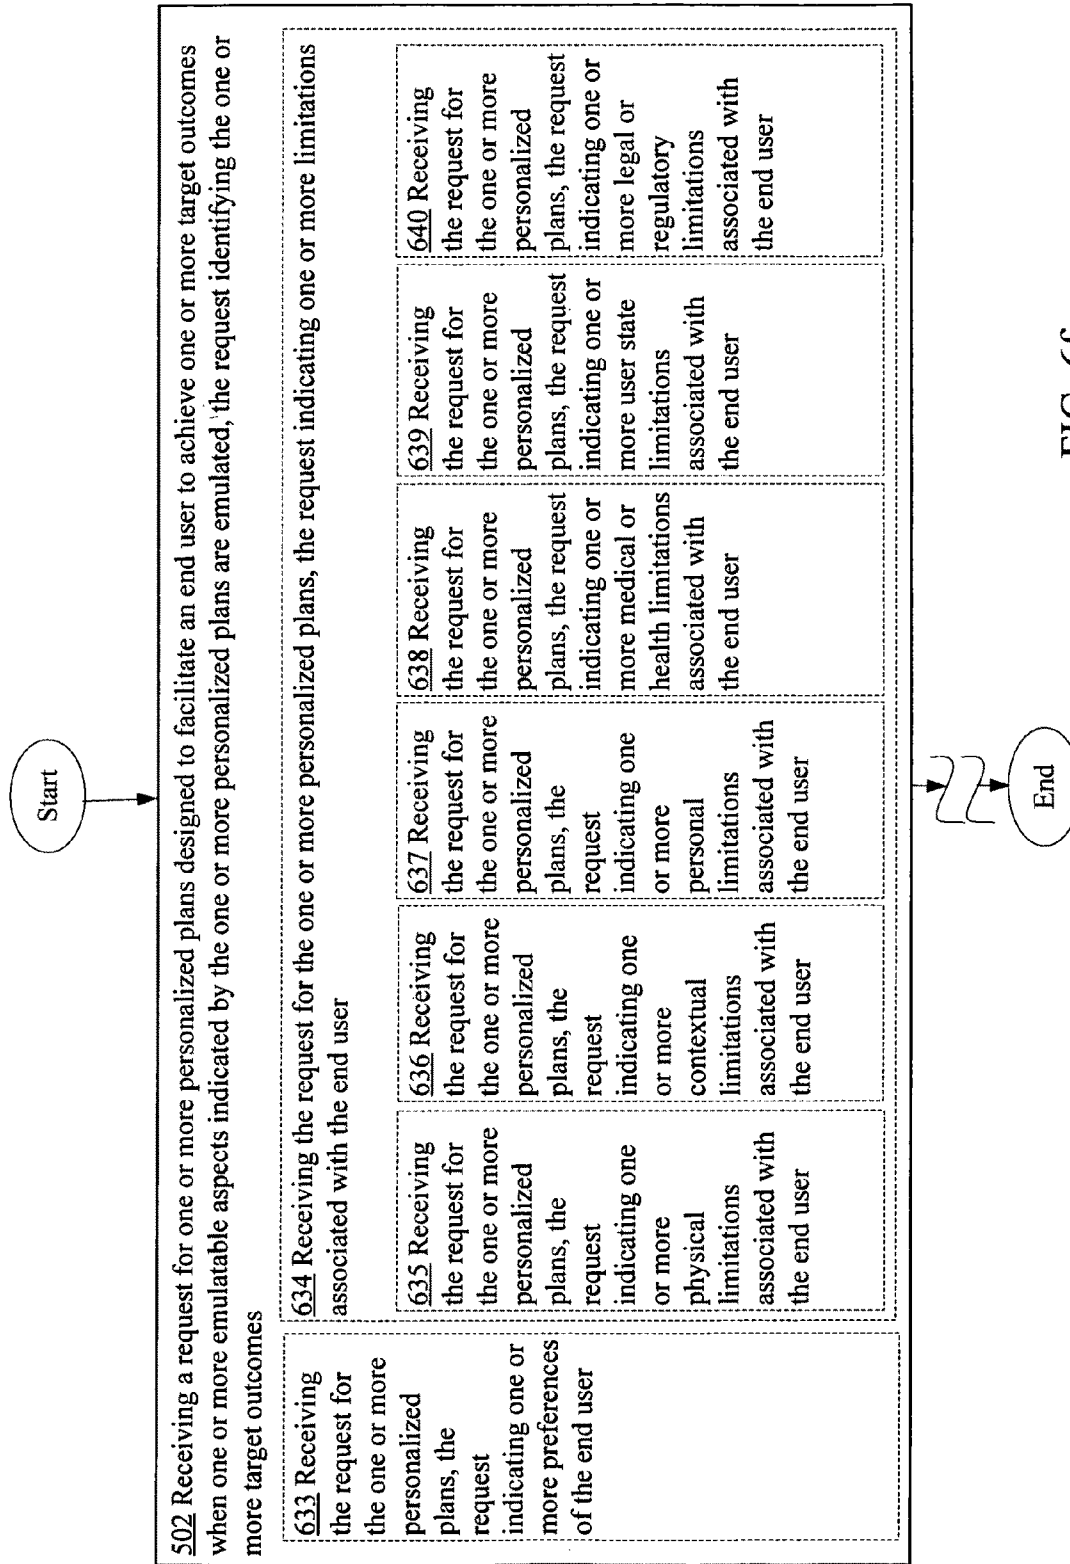 Start
502 Receiving a request for one or more personalized plans designed to facilitate an end user to achieve one or more target outcomes
when one or more emulatable aspects indicated by the one or more personalized plans are emulated, the request identifying the one or
more target outcomes
633 Receiving
the request for
the one or more
personalized
plans, the
request
indicating one or
more preferences
of the end user
634 Receiving the request for the one or more personalized plans, the request indicating one or more limitations
associated with the end user
635 Receiving
the request for
the one or more
personalized
plans, the
request
indicating one
or more
physical
limitations
associated with
the end user
636 Receiving
the request for
the one or more
personalized
plans, the
request
indicating one
or more
contextual
limitations
associated with
the end user
637 Receiving
the request for
the one or more
personalized
plans, the
request
indicating one
or more
personal
limitations
associated with
the end user
638 Receiving
the request for
the one or more
personalized
plans, the request
indicating one or
more medical or
health limitations
associated with
the end user
639 Receiving
the request for
the one or more
personalized
plans, the request
indicating one or
more user state
limitations
associated with
the end user
640 Receiving
the request for
the one or more
personalized
plans, the request
indicating one or
more legal or
regulatory
limitations
associated with
the end user
End